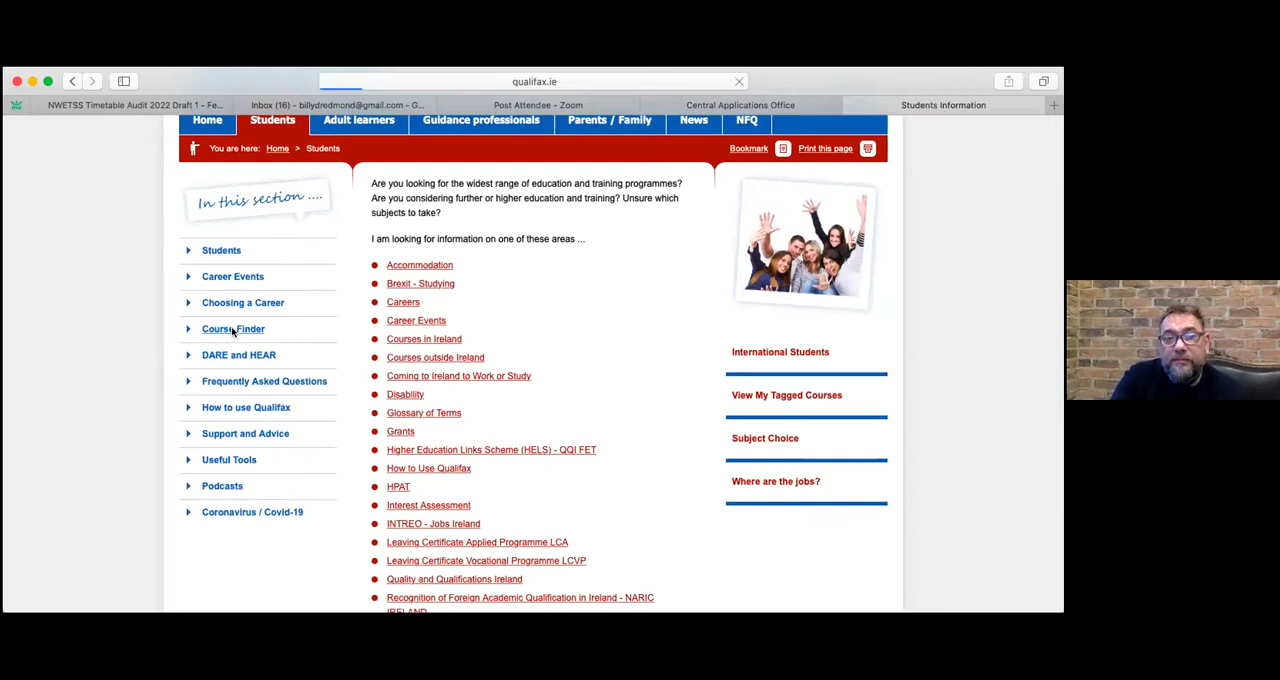 qualifax.ie
NWETSS Timetable Audit 2022 Draft 1 - Fe...
Inbox (16) - billydredmond@gmail.com - G...
Post Attendee - Zoom
Central Applications Office
Students Information
Home
Students
Adult learners
Guidance professionals
Parents / Family
News
NFQ
You are here: Home > Students
Bookmark
Print this page
In this section ....
Students
Career Events
Choosing a Career
Course Finder
DARE and HEAR
Frequently Asked Questions
How to use Qualifax
Support and Advice
Useful Tools
Podcasts
Coronavirus / Covid-19
Are you looking for the widest range of education and training programmes?
Are you considering further or higher education and training? Unsure which
subjects to take?
I am looking for information on one of these areas ...
Accommodation
Brexit - Studying
Careers
Career Events
Courses in Ireland
Courses outside Ireland
Coming to Ireland to Work or Study
Disability
Glossary of Terms
Grants
Higher Education Links Scheme (HELS) - QQI FET
How to Use Qualifax
HPAT
Interest Assessment
INTREO - Jobs Ireland
Leaving Certificate Applied Programme LCA
Leaving Certificate Vocational Programme LCVP
Quality and Qualifications Ireland
Recognition of Foreign Academic Qualification in Ireland - NARIC
IRELAND
International Students
View My Tagged Courses
Subject Choice
Where are the jobs?